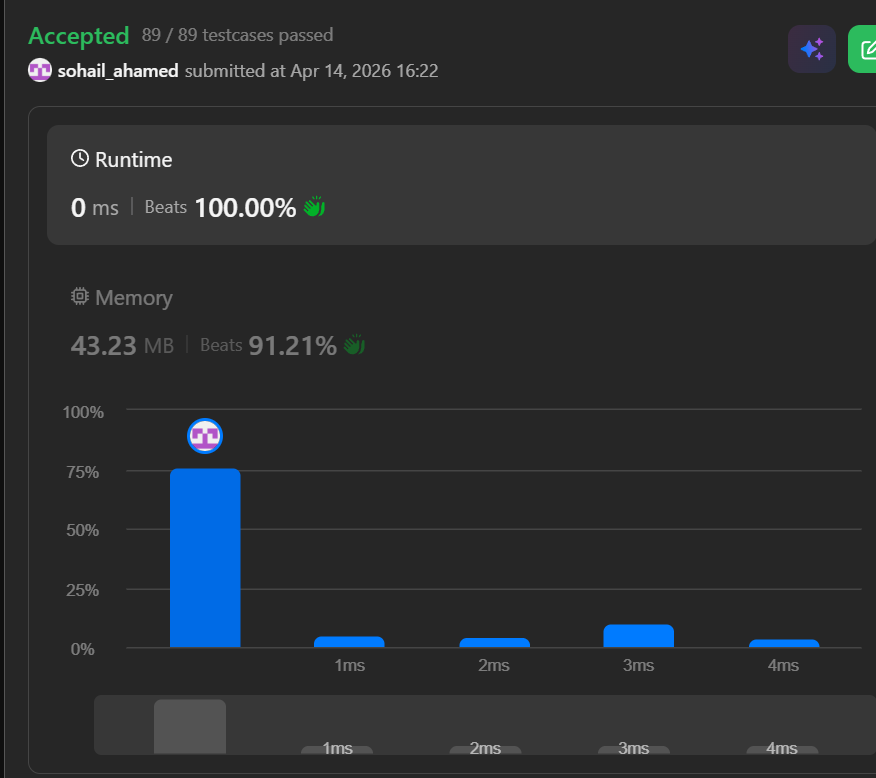 Accepted 89 / 89 testcases passed
sohail_ahamed submitted at Apr 14, 2026 16:22
Runtime
0 ms | Beats 100.00%
Memory
43.23 MB | Beats 91.21%
100%
75%
50%
25%
0%
1ms 2ms 3ms 4ms
1ms 2ms 3ms 4ms